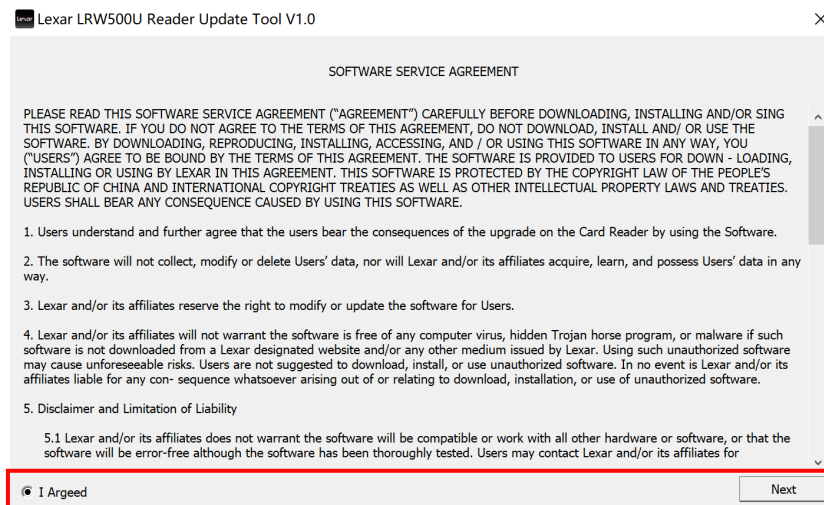 Lexar Lexar LRW500U Reader Update Tool V1.0
SOFTWARE SERVICE AGREEMENT
PLEASE READ THIS SOFTWARE SERVICE AGREEMENT (“AGREEMENT”) CAREFULLY BEFORE DOWNLOADING, INSTALLING AND/OR SING
THIS SOFTWARE. IF YOU DO NOT AGREE TO THE TERMS OF THIS AGREEMENT, DO NOT DOWNLOAD, INSTALL AND/ OR USE THE
SOFTWARE. BY DOWNLOADING, REPRODUCING, INSTALLING, ACCESSING, AND / OR USING THIS SOFTWARE IN ANY WAY, YOU
(“USERS”) AGREE TO BE BOUND BY THE TERMS OF THIS AGREEMENT. THE SOFTWARE IS PROVIDED TO USERS FOR DOWN - LOADING,
INSTALLING OR USING BY LEXAR IN THIS AGREEMENT. THIS SOFTWARE IS PROTECTED BY THE COPYRIGHT LAW OF THE PEOPLE’S
REPUBLIC OF CHINA AND INTERNATIONAL COPYRIGHT TREATIES AS WELL AS OTHER INTELLECTUAL PROPERTY LAWS AND TREATIES.
USERS SHALL BEAR ANY CONSEQUENCE CAUSED BY USING THIS SOFTWARE.
1. Users understand and further agree that the users bear the consequences of the upgrade on the Card Reader by using the Software.
2. The software will not collect, modify or delete Users’ data, nor will Lexar and/or its affiliates acquire, learn, and possess Users’ data in any
way.
3. Lexar and/or its affiliates reserve the right to modify or update the software for Users.
4. Lexar and/or its affiliates will not warrant the software is free of any computer virus, hidden Trojan horse program, or malware if such
software is not downloaded from a Lexar designated website and/or any other medium issued by Lexar. Using such unauthorized software
may cause unforeseeable risks. Users are not suggested to download, install, or use unauthorized software. In no event is Lexar and/or its
affiliates liable for any con- sequence whatsoever arising out of or relating to download, installation, or use of unauthorized software.
5. Disclaimer and Limitation of Liability
5.1 Lexar and/or its affiliates does not warrant the software will be compatible or work with all other hardware or software, or that the
software will be error-free although the software has been thoroughly tested. Users may contact Lexar and/or its affiliates for
I Argeed
Next